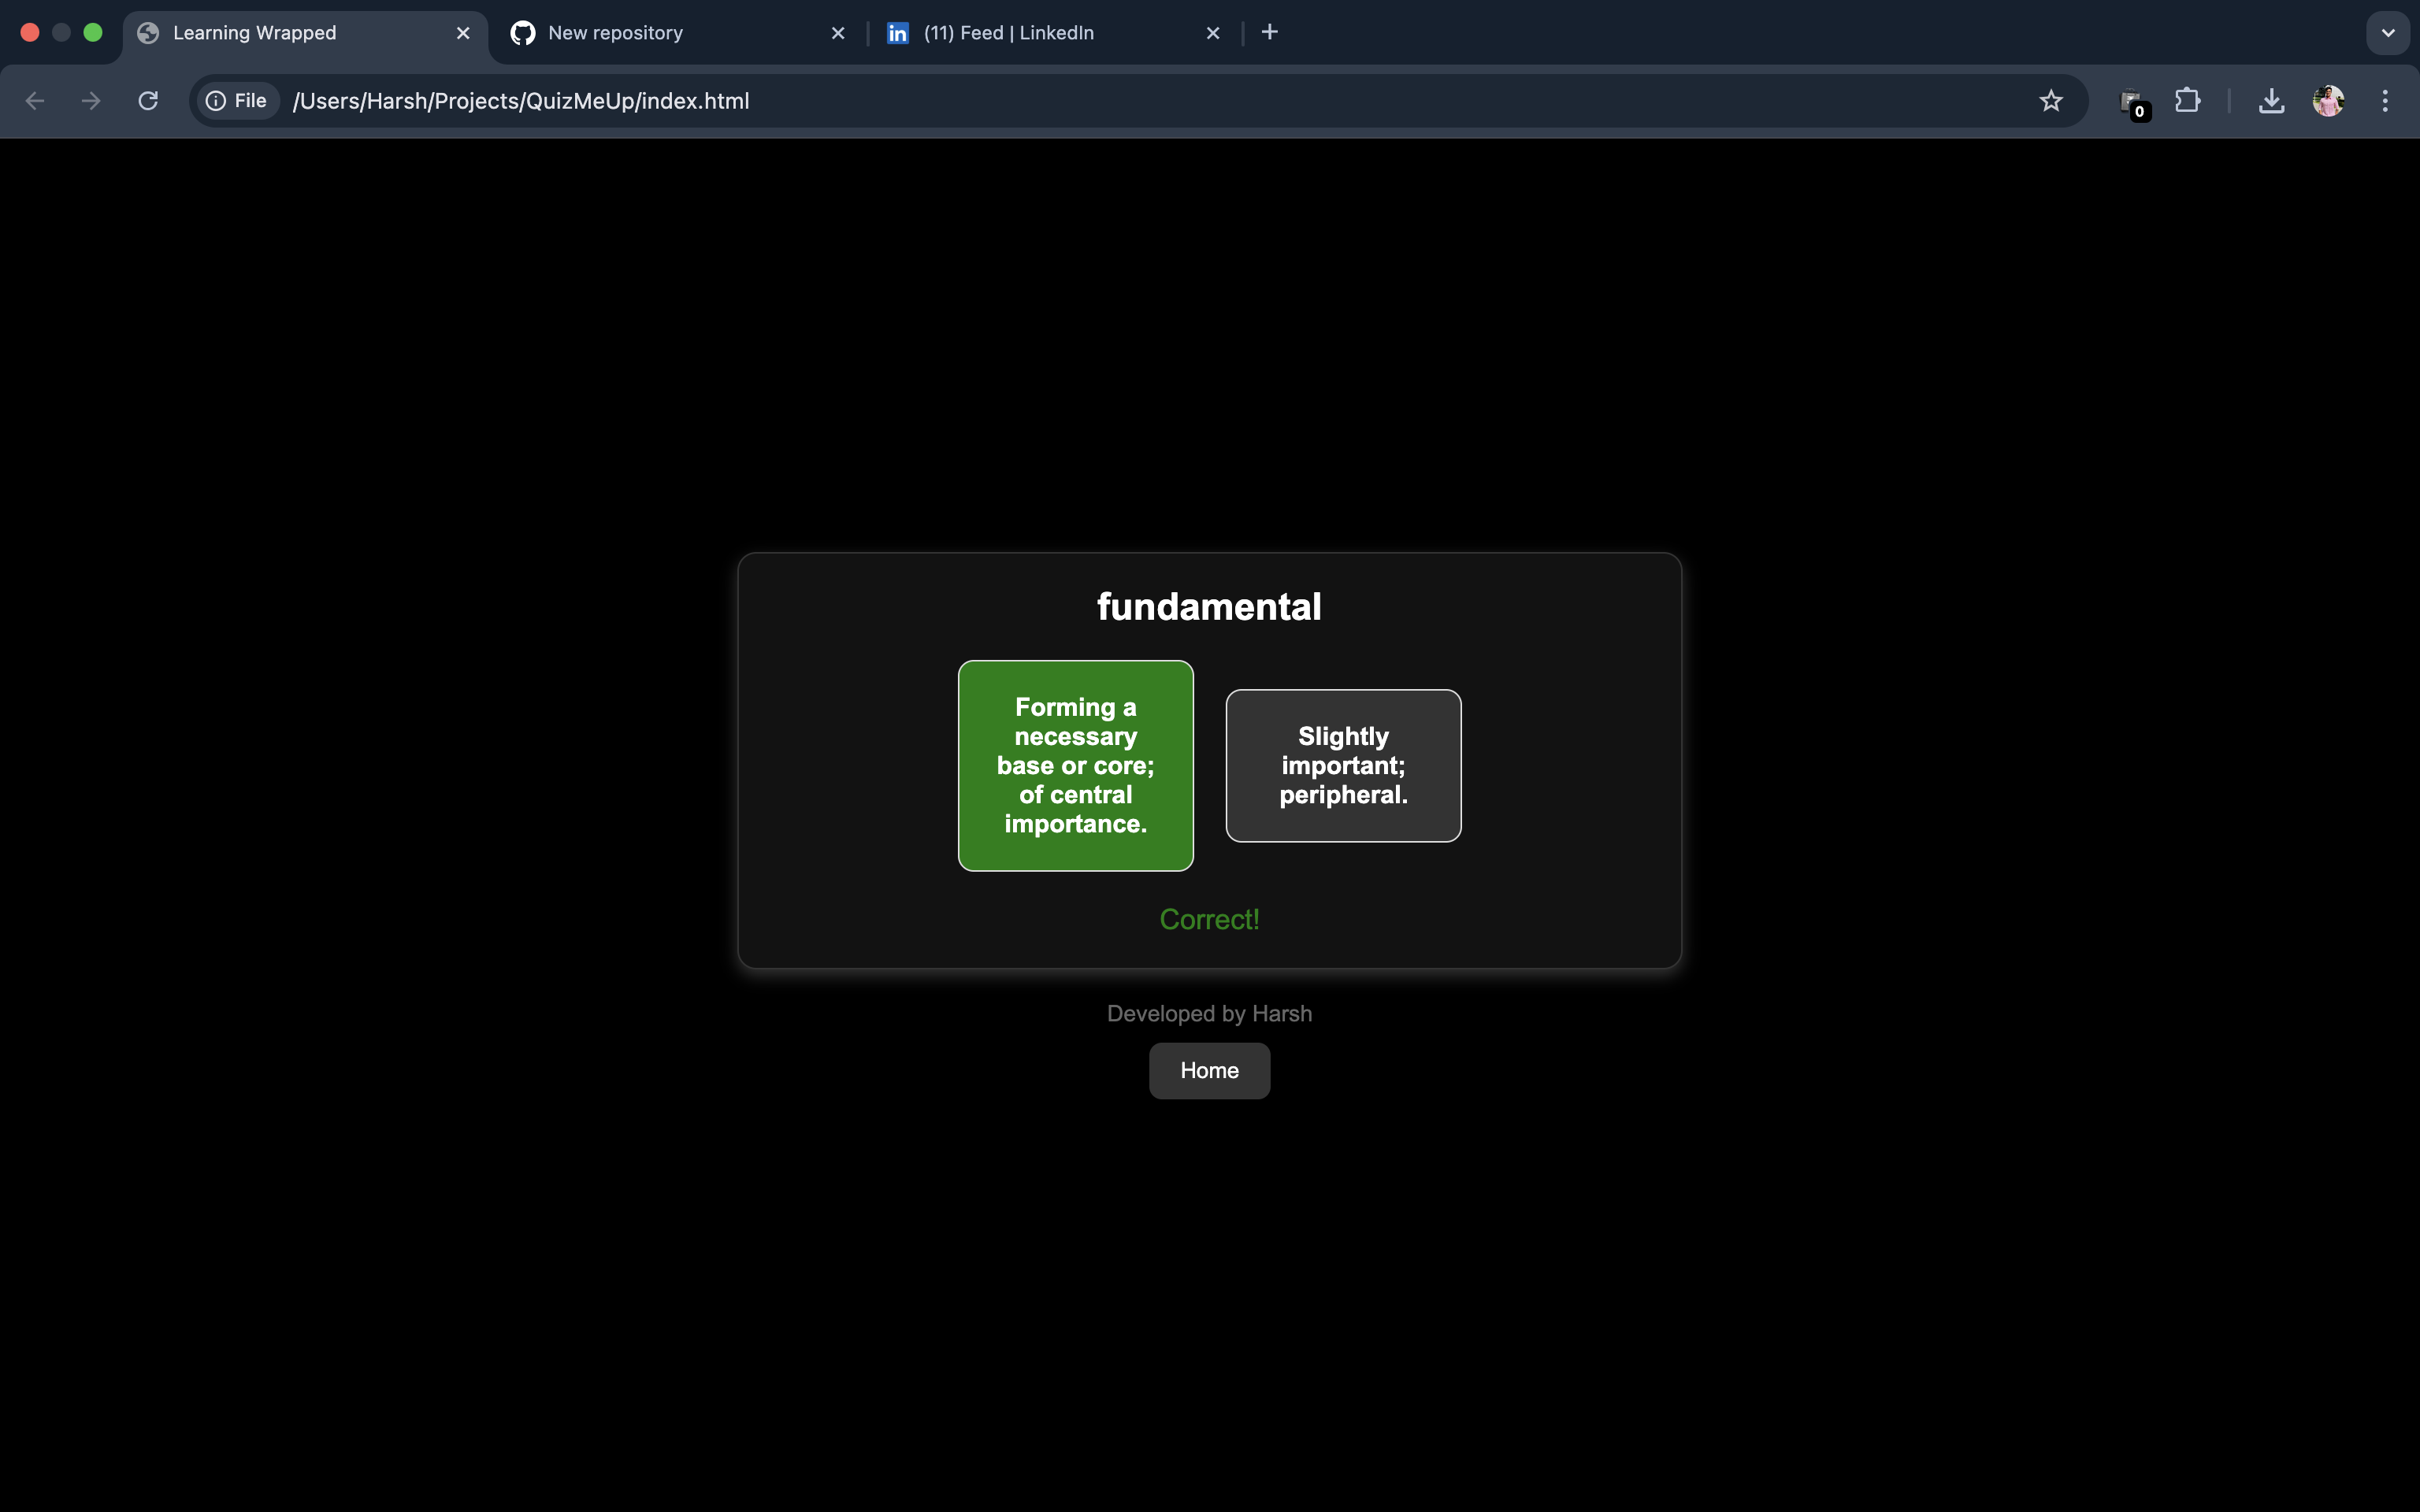 Learning Wrapped
New repository
(11) Feed | LinkedIn
File
/Users/Harsh/Projects/QuizMeUp/index.html
0
fundamental
Forming a
necessary
base or core;
of central
importance.
Slightly
important;
peripheral.
Correct!
Developed by Harsh
Home